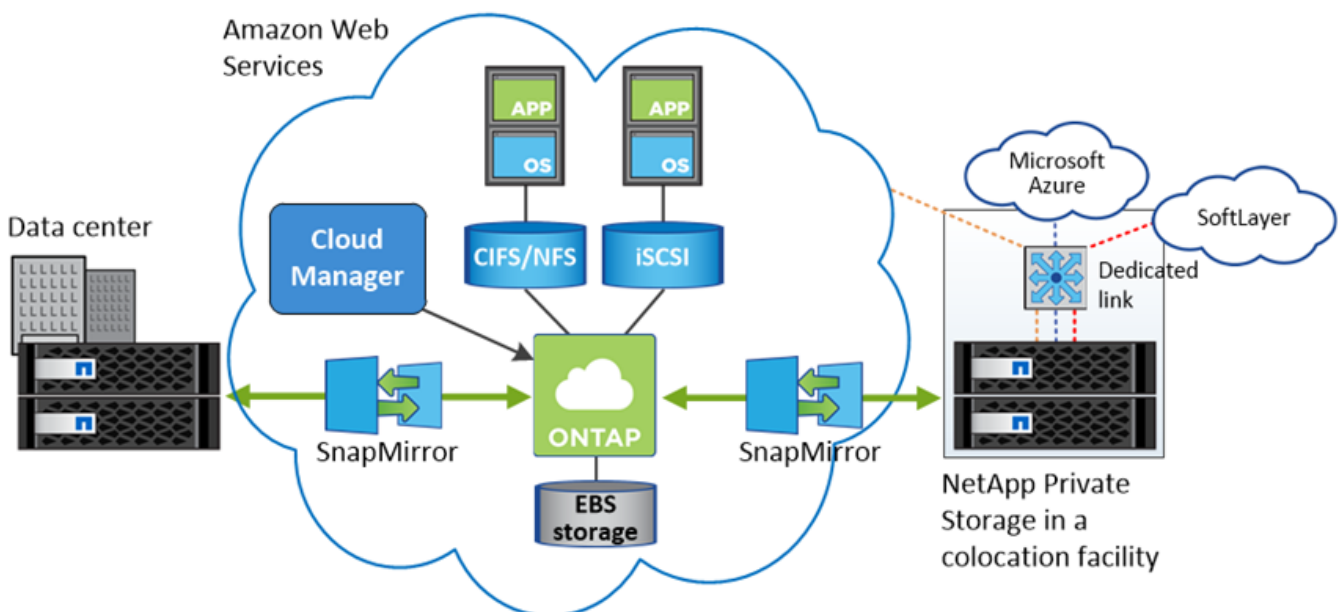 Amazon Web
Services
APP
OS
APP
OS
Microsoft
Azure
SoftLayer
Data center
Cloud
Manager
CIFS/NFS
iSCSI
Dedicated
link
SnapMirror
ONTAP
SnapMirror
EBS
storage
NetApp Private
Storage in a
colocation facility